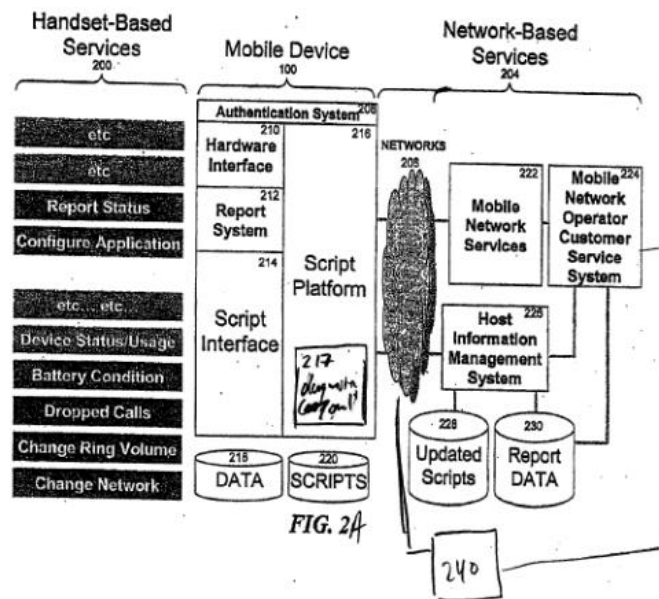 Handset-Based
Services
200
Mobile Device
100
Network-Based
Services
204
Authentication System
etc
etc
Report Status
Configure Application
etc... etc...
Device Status/Usage
Battery Condition
Dropped Calls
Change Ring Volume
Change Network
210
Hardware
Interface
212
Report
System
214
Script
Interface
216
Script
Platform
217
218
DATA
220
SCRIPTS
NETWORKS
222
Mobile
Network
Services
224
Mobile
Network
Operator
Customer
Service
System
226
Host
Information
Management
System
228
Updated
Scripts
230
Report
DATA
FIG. 2A
240